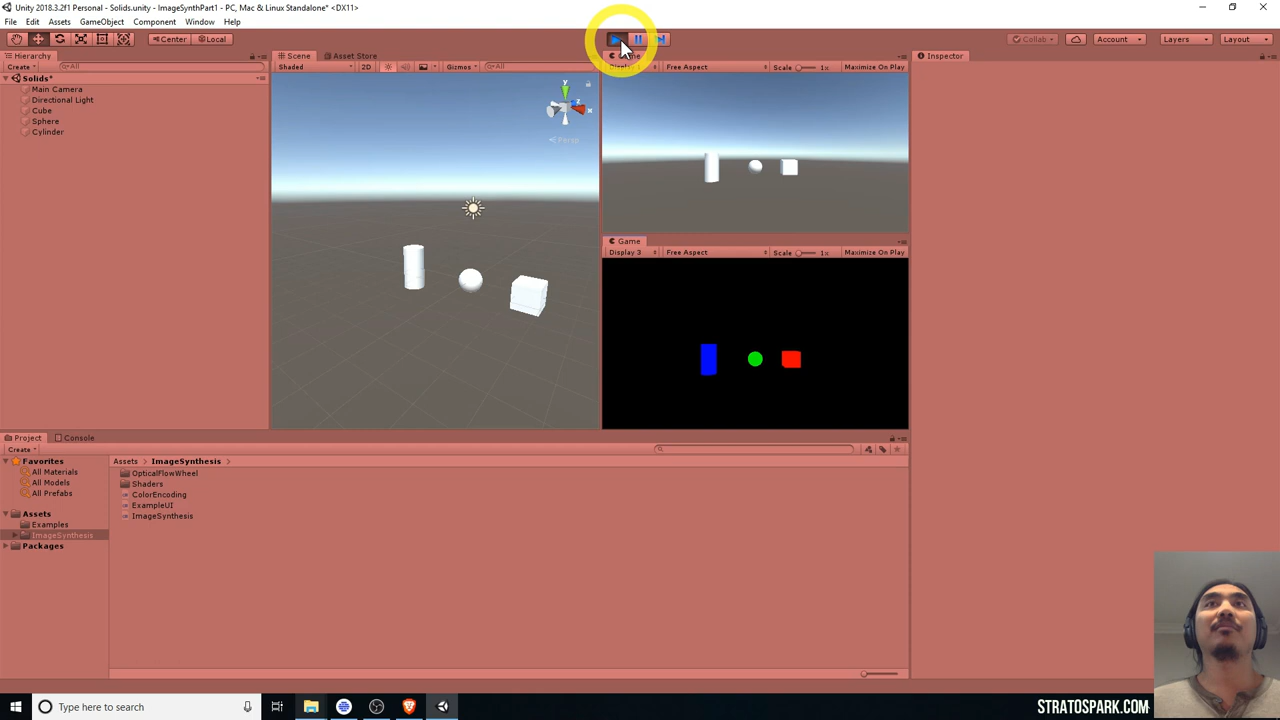 Unity 2018.3.2f1 Personal - Solids.unity - ImageSynthPart1 - PC, Mac & Linux Standalone* <DX11>
File Edit Assets GameObject Component Window Help
Center Local Collab Account Layers Layout
Hierarchy
Create All
Solids*
Main Camera
Directional Light
Cube
Sphere
Cylinder
Scene Asset Store
Shaded 2D Gizmos All
y
x
Persp
Free Aspect Scale 1x Maximize On Play
Game
Display 3 Free Aspect Scale 1x Maximize On Play
Inspector
Project Console
Create
Favorites
All Materials
All Models
All Prefabs
Assets
Examples
ImageSynthesis
Packages
Assets ImageSynthesis
OpticalFlowWheel
Shaders
ColorEncoding
ExampleUI
ImageSynthesis
Type here to search
STRATOSPARK.COM